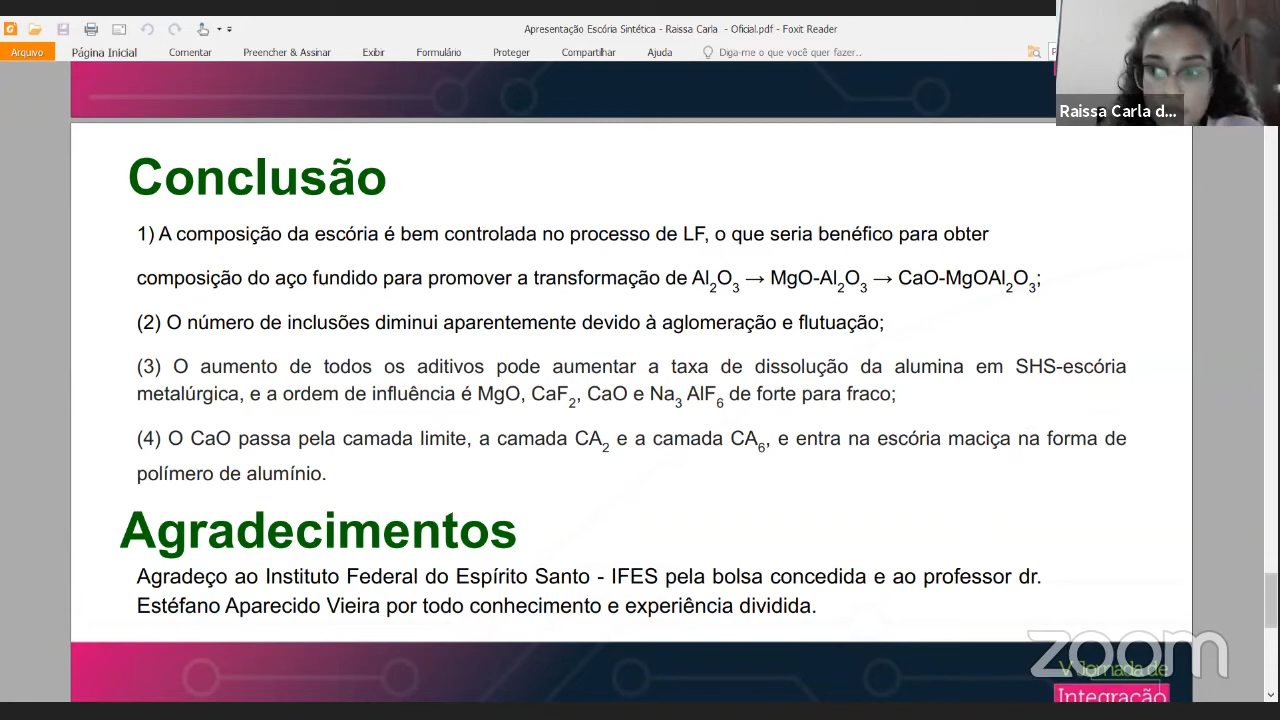 Apresentação Escória Sintética - Raissa Carla - Oficial.pdf - Foxit Reader
Arquivo Página Inicial Comentar Preencher & Assinar Exibir Formulário Proteger Compartilhar Ajuda Diga-me o que você quer fazer..
Raissa Carla d...
Conclusão
1) A composição da escória é bem controlada no processo de LF, o que seria benéfico para obter
composição do aço fundido para promover a transformação de Al₂O₃ → MgO-Al₂O₃ → CaO-MgOAl₂O₃;
(2) O número de inclusões diminui aparentemente devido à aglomeração e flutuação;
(3) O aumento de todos os aditivos pode aumentar a taxa de dissolução da alumina em SHS-escória
metalúrgica, e a ordem de influência é MgO, CaF₂, CaO e Na₃ AlF₆ de forte para fraco;
(4) O CaO passa pela camada limite, a camada CA₂ e a camada CA₆, e entra na escória maciça na forma de
polímero de alumínio.
Agradecimentos
Agradeço ao Instituto Federal do Espírito Santo - IFES pela bolsa concedida e ao professor dr.
Estéfano Aparecido Vieira por todo conhecimento e experiência dividida.
zoom
V Jornada de
Integração